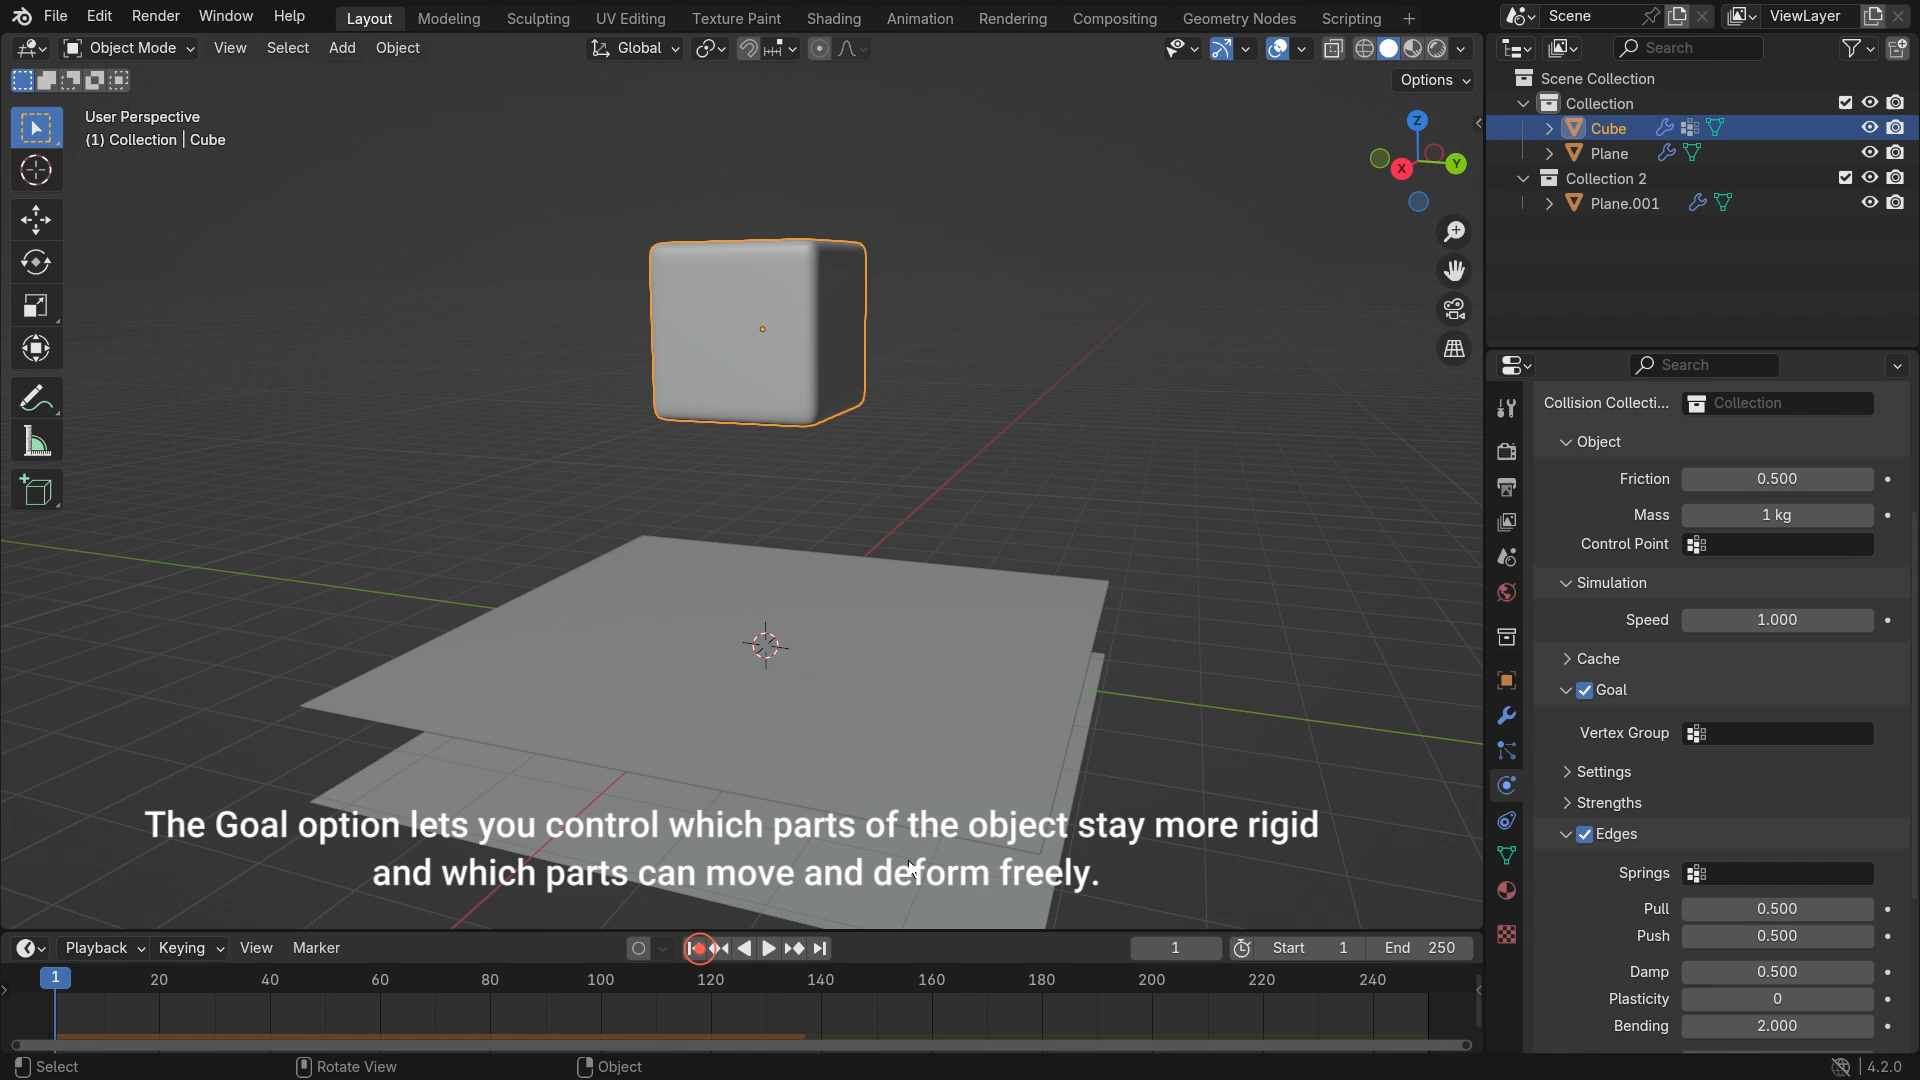 File Edit Render Window Help Layout Modeling Sculpting UV Editing Texture Paint Shading Animation Rendering Compositing Geometry Nodes Scripting + Scene ViewLayer
Object Mode View Select Add Object Global Search
Options
User Perspective
(1) Collection | Cube
Z
X
Y
Scene Collection
Collection
Cube
Plane
Collection 2
Plane.001
Search
Collision Collecti... Collection
Object
Friction 0.500
Mass 1 kg
Control Point
Simulation
Speed 1.000
Cache
Goal
Vertex Group
Settings
Strengths
Edges
Springs
Pull 0.500
Push 0.500
Damp 0.500
Plasticity 0
Bending 2.000
The Goal option lets you control which parts of the object stay more rigid
and which parts can move and deform freely.
Playback Keying View Marker 1 Start 1 End 250
1 20 40 60 80 100 120 140 160 180 200 220 240
Select Rotate View Object 4.2.0